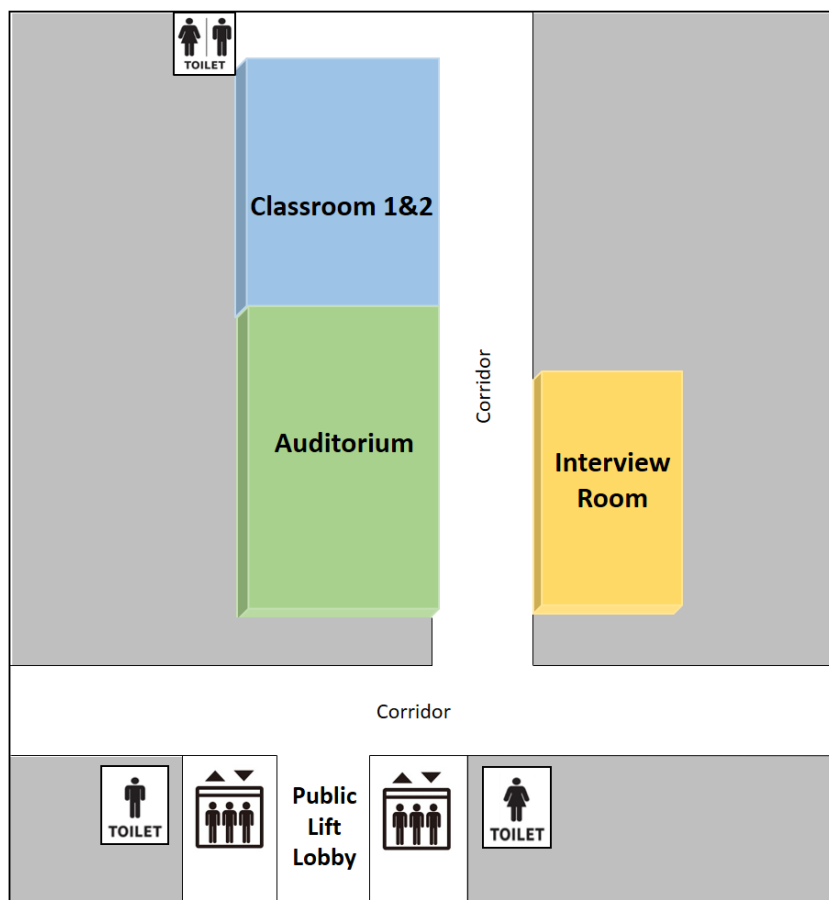 TOILET
Classroom 1&2
Corridor
Auditorium
Interview
Room
Corridor
Public
Lift
Lobby
TOILET
TOILET